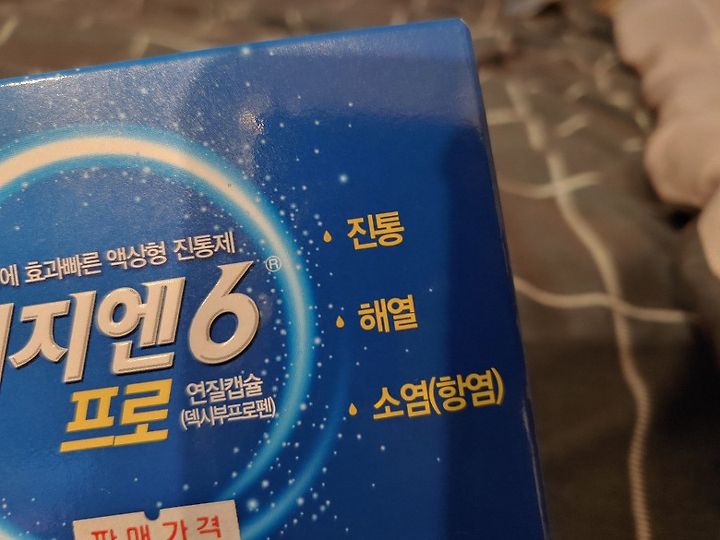 에 효과빠른 액상형 진통제
지엔6®
프로
연질캡슐
(덱시부프로펜)
· 진통
· 해열
· 소염(항염)
판매가격